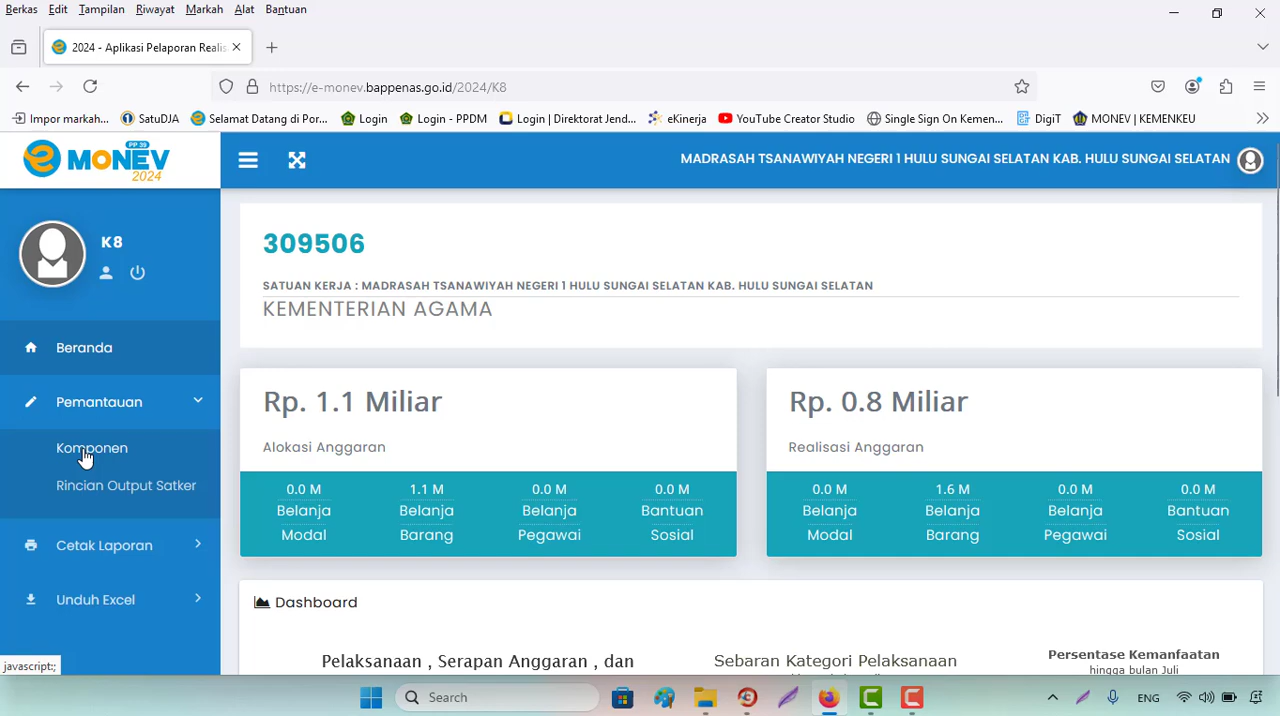 Berkas Edit Tampilan Riwayat Markah Alat Bantuan
2024 - Aplikasi Pelaporan Realis
https://e-monev.bappenas.go.id/2024/K8
Impor markah... SatuDJA Selamat Datang di Por... Login Login - PPDM Login | Direktorat Jend... eKinerja YouTube Creator Studio Single Sign On Kemen... DigiT MONEV | KEMENKEU
PP 39
e MONEV
2024
MADRASAH TSANAWIYAH NEGERI 1 HULU SUNGAI SELATAN KAB. HULU SUNGAI SELATAN
K8
Beranda
Pemantauan
Komponen
Rincian Output Satker
Cetak Laporan
Unduh Excel
javascript:;
309506
SATUAN KERJA : MADRASAH TSANAWIYAH NEGERI 1 HULU SUNGAI SELATAN KAB. HULU SUNGAI SELATAN
KEMENTERIAN AGAMA
Rp. 1.1 Miliar
Alokasi Anggaran
0.0 M 1.1 M 0.0 M 0.0 M
Belanja Belanja Belanja Bantuan
Modal Barang Pegawai Sosial
Rp. 0.8 Miliar
Realisasi Anggaran
0.0 M 1.6 M 0.0 M 0.0 M
Belanja Belanja Belanja Bantuan
Modal Barang Pegawai Sosial
Dashboard
Pelaksanaan , Serapan Anggaran , dan
Sebaran Kategori Pelaksanaan
Persentase Kemanfaatan
hingga bulan Juli
Search
ENG